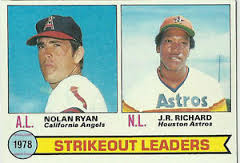 Astros
A.L.
NOLAN RYAN
California Angels
N.L.
J.R. RICHARD
Houston Astros
1978
STRIKEOUT LEADERS